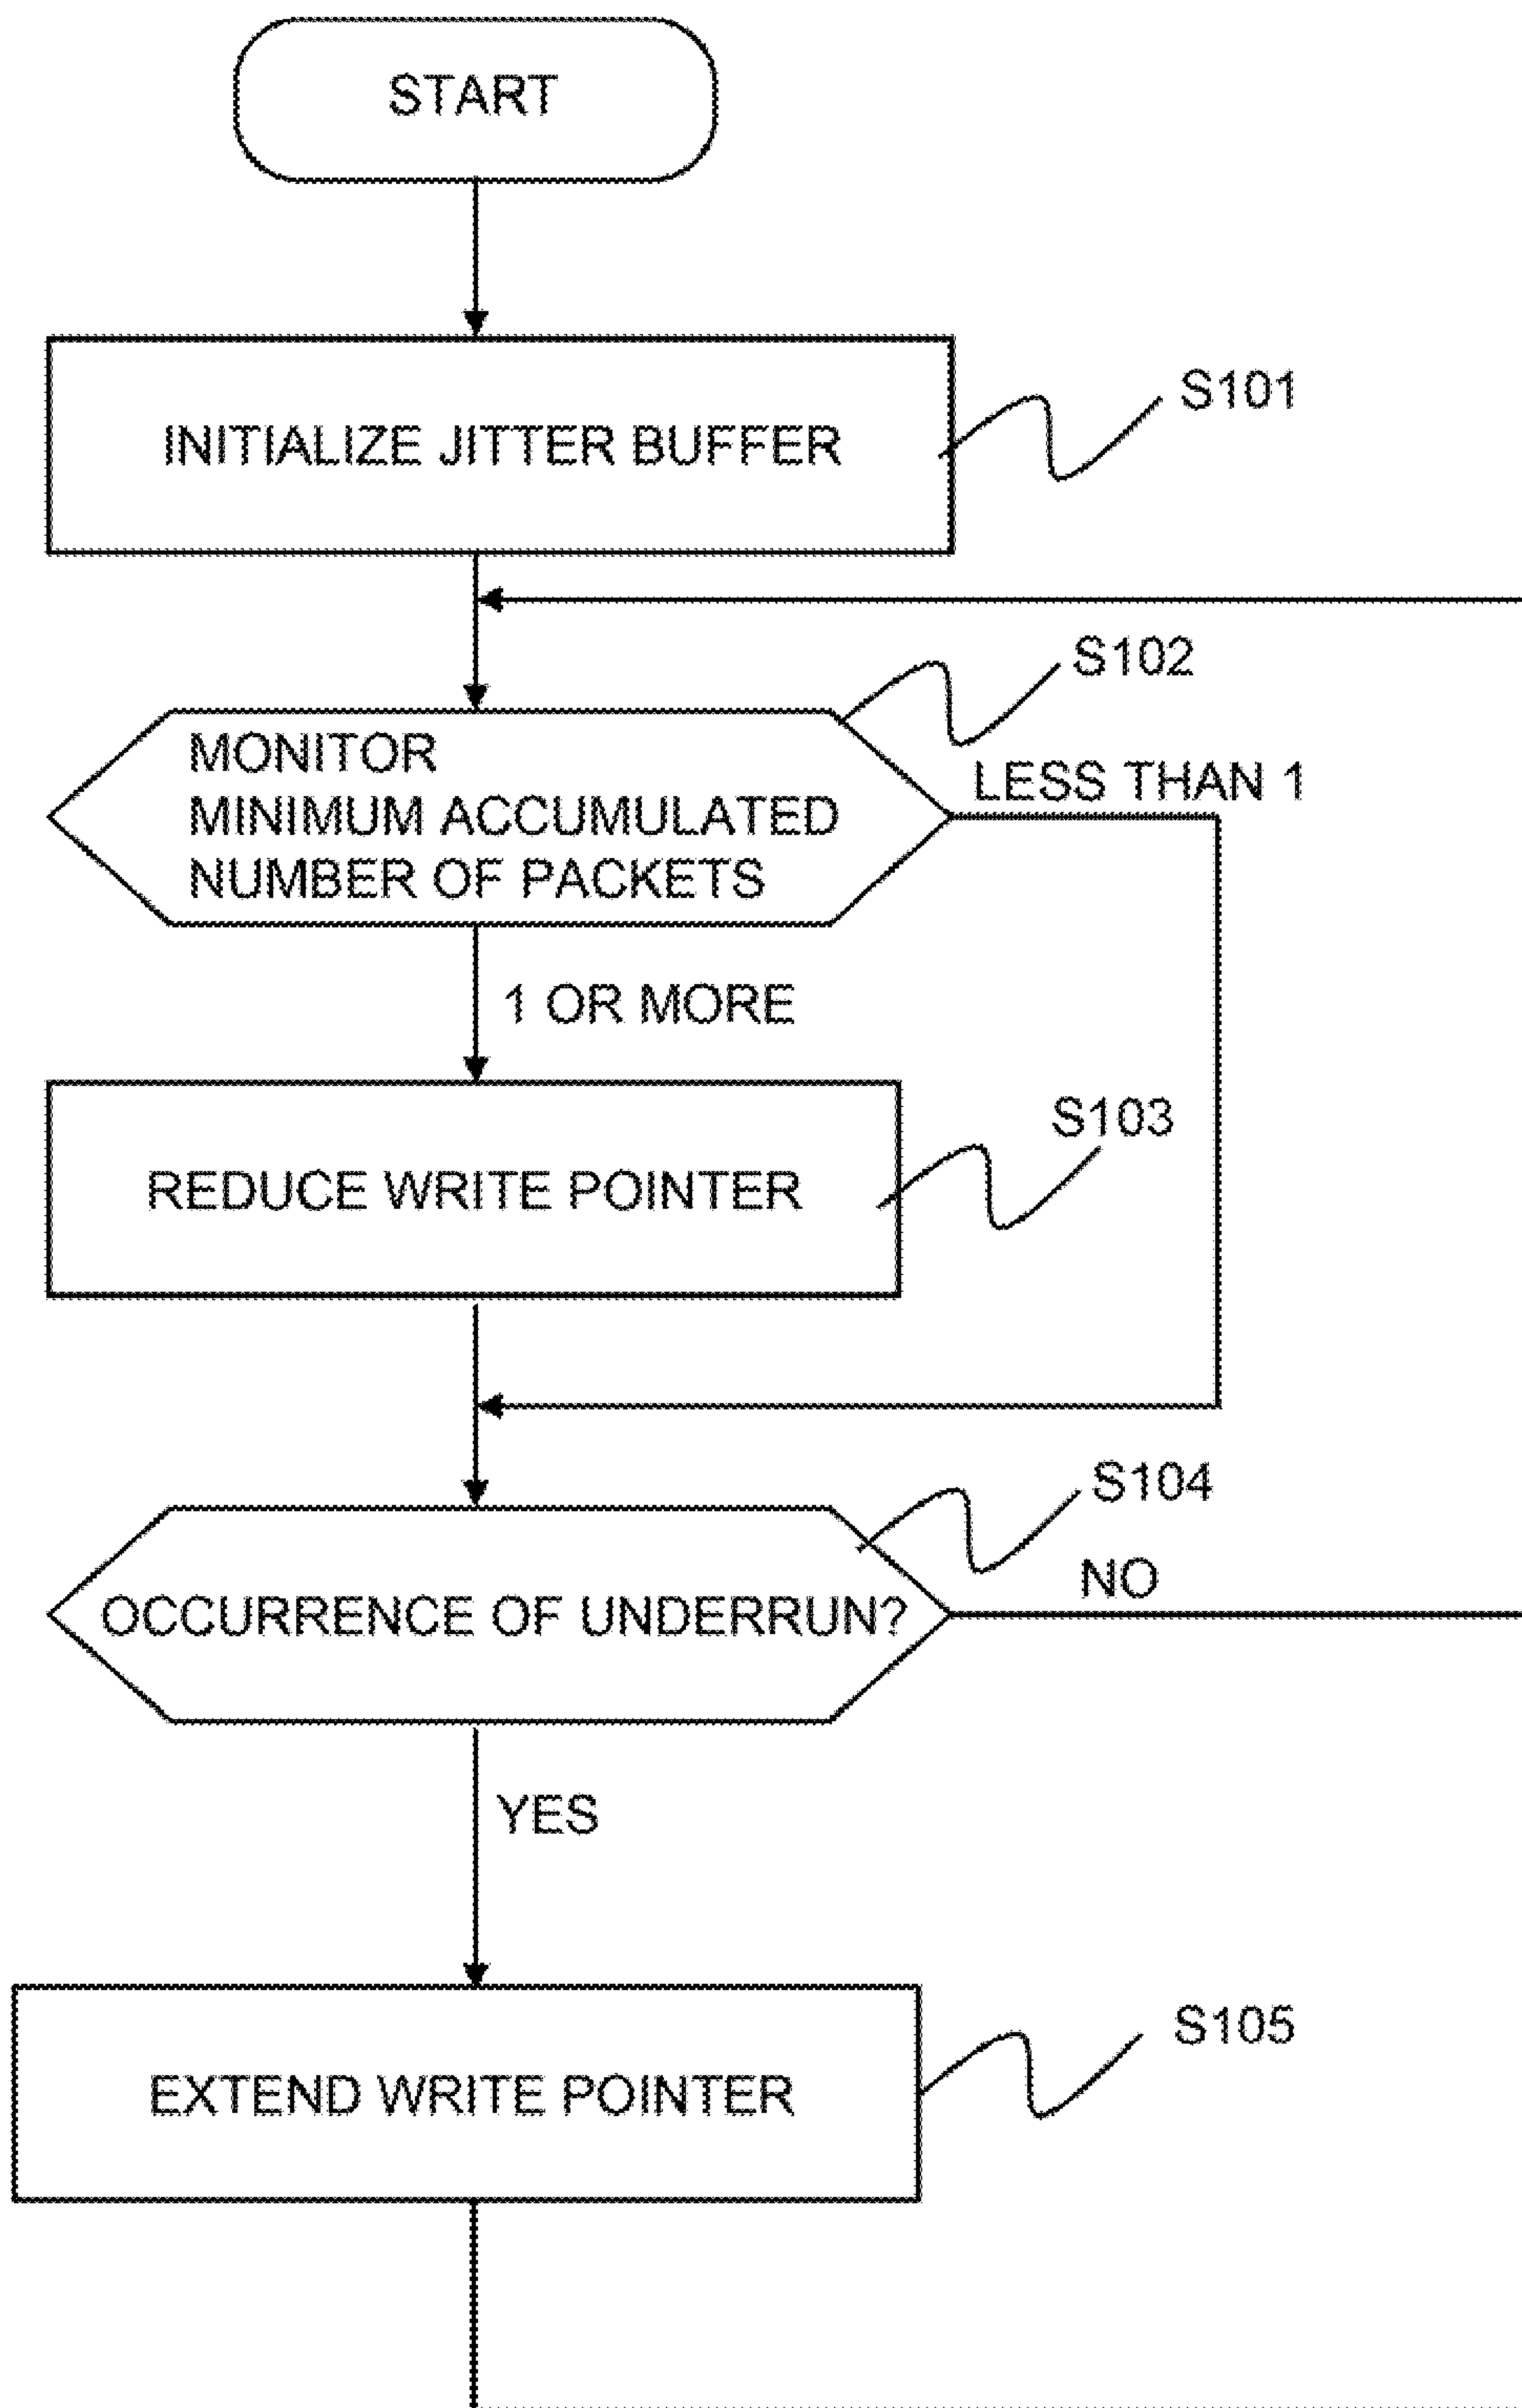 START
INITIALIZE JITTER BUFFER
S101
S102
MONITOR
MINIMUM ACCUMULATED
NUMBER OF PACKETS
LESS THAN 1
1 OR MORE
S103
REDUCE WRITE POINTER
S104
OCCURRENCE OF UNDERRUN?
NO
YES
S105
EXTEND WRITE POINTER